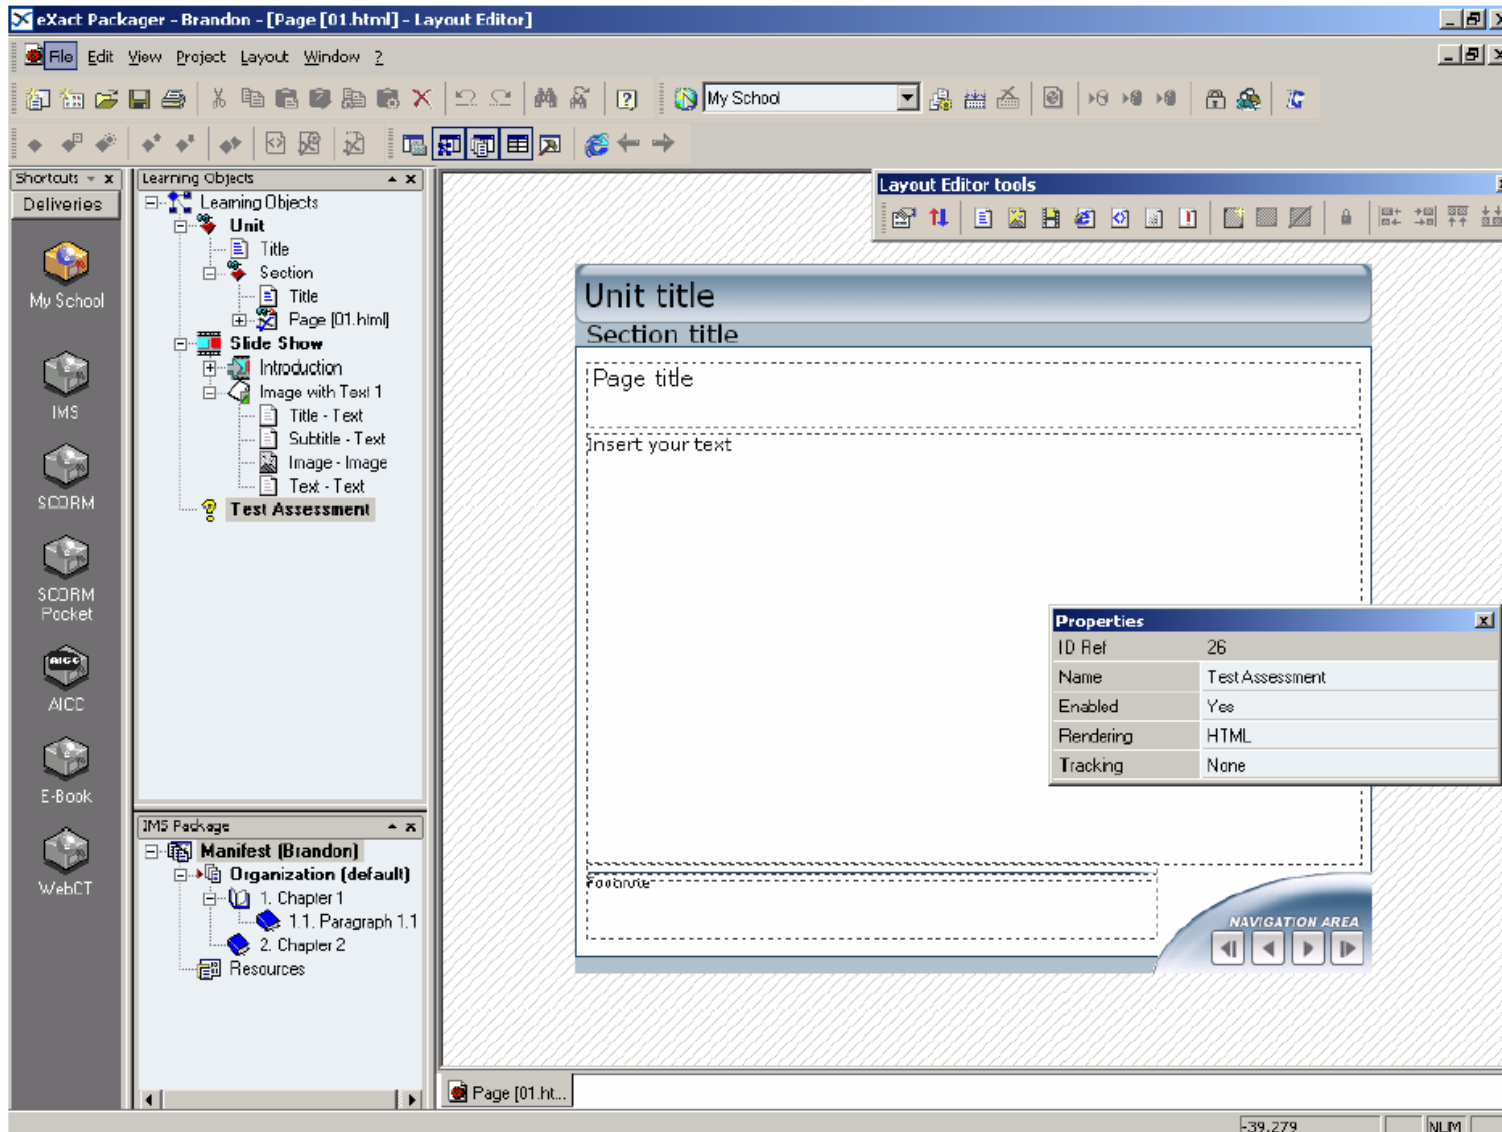 eXact Packager - Brandon - [Page [01.html] - Layout Editor]
File Edit View Project Layout Window ?
My School
Shortcuts
Deliveries
My School
IMS
SCORM
SCORM
Pocket
AICC
E-Book
WebCT
Learning Objects
Learning Objects
Unit
Title
Section
Title
Page [01.html]
Slide Show
Introduction
Image with Text 1
Title - Text
Subtitle - Text
Image - Image
Text - Text
Test Assessment
IMS Package
Manifest (Brandon)
Organization (default)
1. Chapter 1
1.1. Paragraph 1.1
2. Chapter 2
Resources
Layout Editor tools
Unit title
Section title
Page title
Insert your text
Footnote
NAVIGATION AREA
Properties
ID Ref 26
Name Test Assessment
Enabled Yes
Rendering HTML
Tracking None
Page [01.ht...
-39,279 NUM